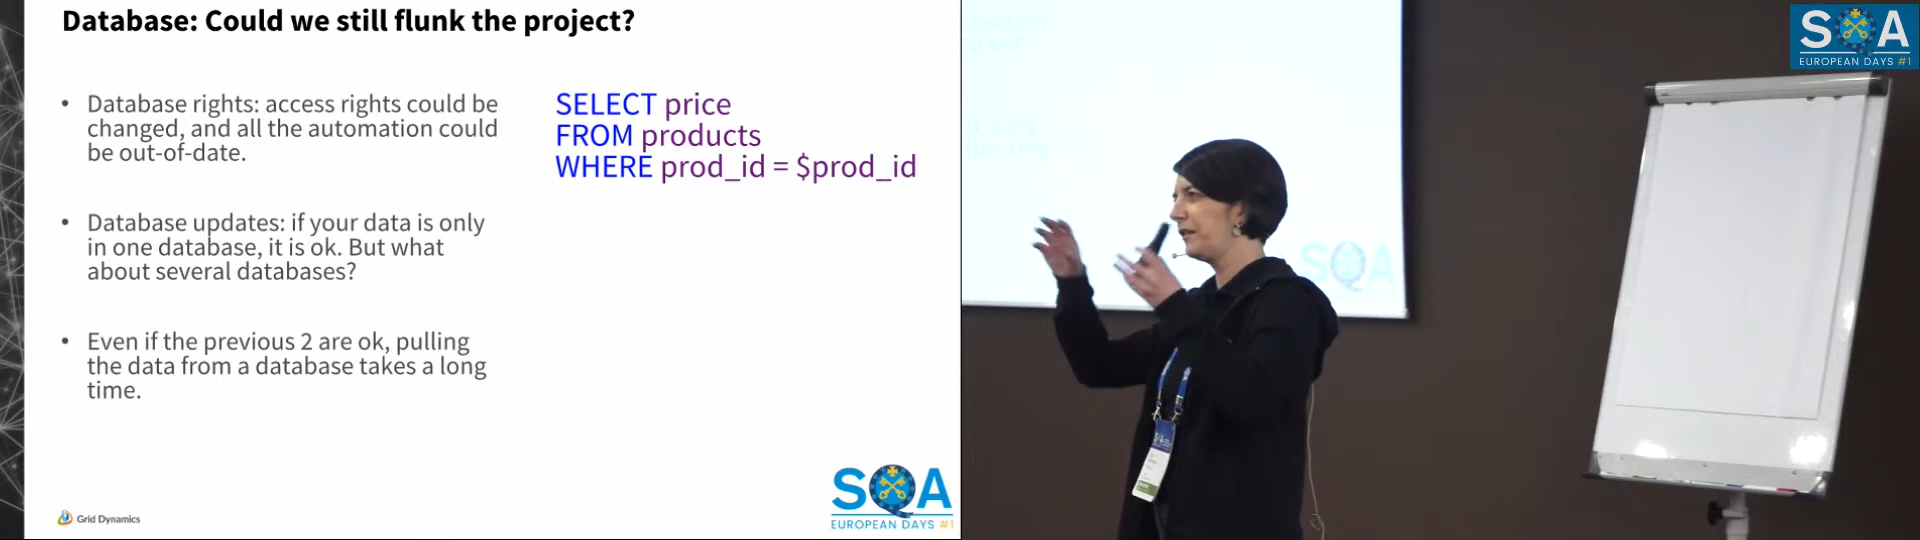 Database: Could we still flunk the project?
• Database rights: access rights could be
changed, and all the automation could
be out-of-date.
• Database updates: if your data is only
in one database, it is ok. But what
about several databases?
• Even if the previous 2 are ok, pulling
the data from a database takes a long
time.
SELECT price
FROM products
WHERE prod_id = $prod_id
Grid Dynamics
SQA
EUROPEAN DAYS #1
SQA
SQA
EUROPEAN DAYS #1